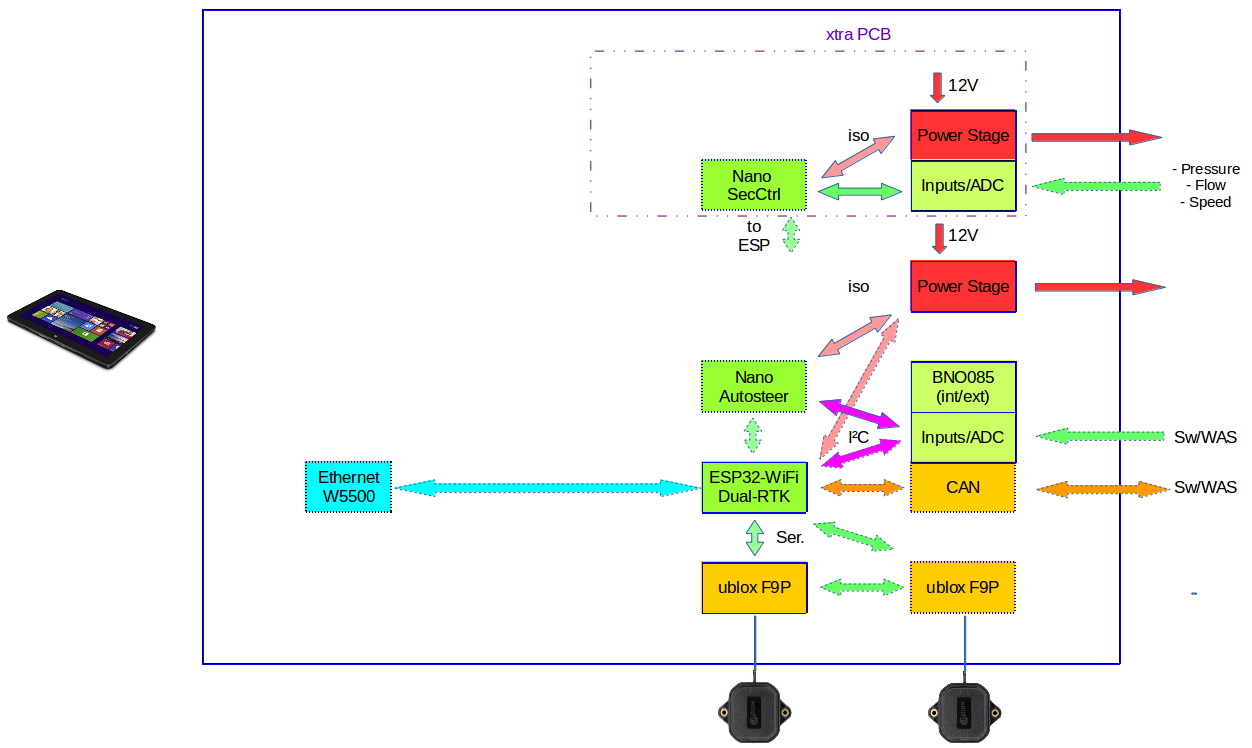 xtra PCB
12V
iso
Power Stage
Nano
SecCtrl
Inputs/ADC
- Pressure
- Flow
- Speed
to
ESP
12V
iso
Power Stage
Nano
Autosteer
BNO085
(int/ext)
I²C
Inputs/ADC
Sw/WAS
Ethernet
W5500
ESP32-WiFi
Dual-RTK
CAN
Sw/WAS
Ser.
ublox F9P
ublox F9P
-